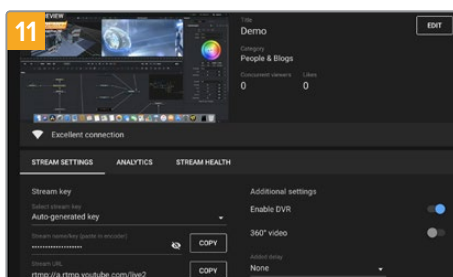 11
PREVIEW
Title
Demo
EDIT
Category
People & Blogs
Concurrent viewers
Likes
0
0
Excellent connection
STREAM SETTINGS
ANALYTICS
STREAM HEALTH
Stream key
Additional settings
Select stream key
Auto-generated key
Enable DVR
Stream name/key (paste in encoder)
••••••••••••••••••••
COPY
360° video
Stream URL
rtmp://a.rtmp.youtube.com/live2
COPY
Added delay
None